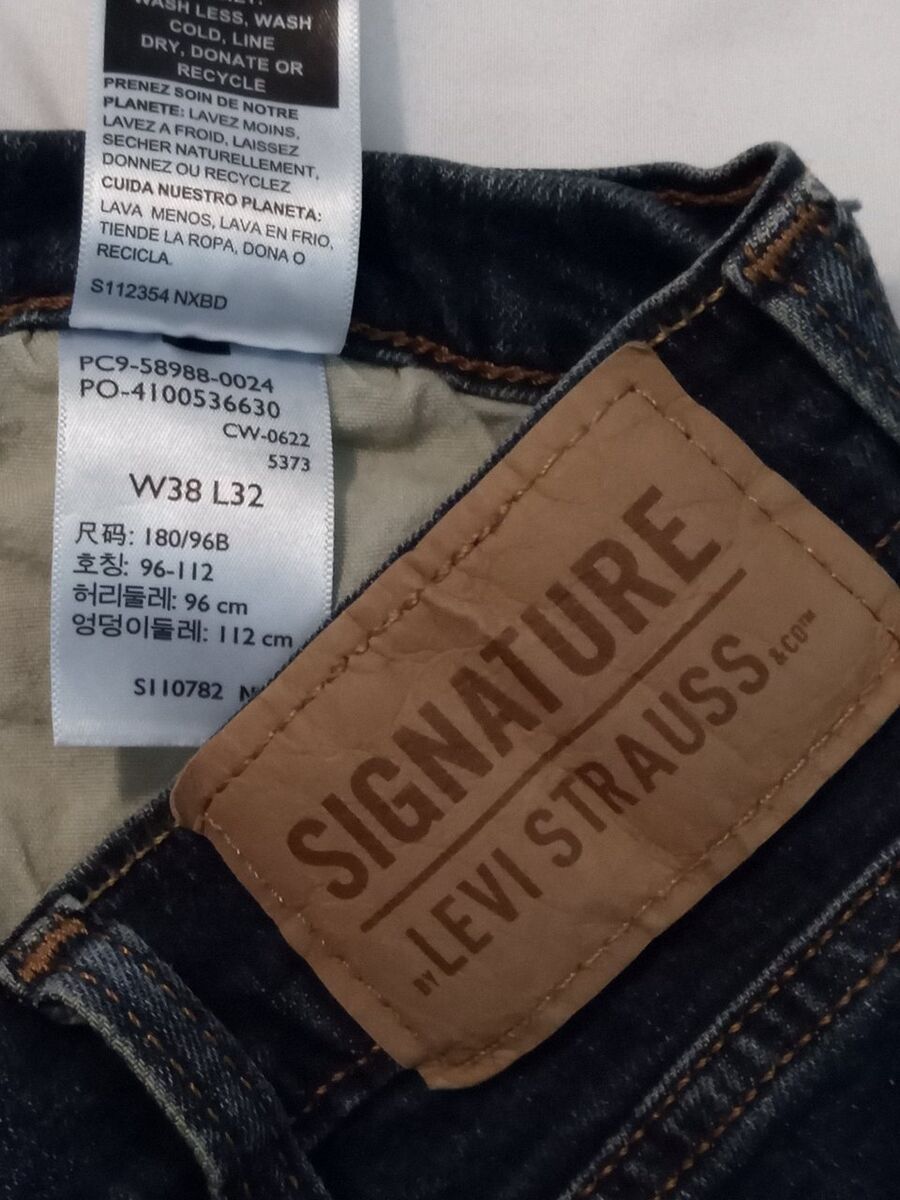 WASH LESS, WASH
COLD, LINE
DRY, DONATE OR
RECYCLE
PRENEZ SOIN DE NOTRE
PLANETE: LAVEZ MOINS,
LAVEZ A FROID, LAISSEZ
SECHER NATURELLEMENT,
DONNEZ OU RECYCLEZ
CUIDA NUESTRO PLANETA:
LAVA MENOS, LAVA EN FRIO,
TIENDE LA ROPA, DONA O
RECICLA.
S112354 NXBD
PC9-58988-0024
PO-4100536630
CW-0622
5373
W38 L32
尺码: 180/96B
호칭: 96-112
허리둘레: 96 cm
엉덩이둘레: 112 cm
S110782
SIGNATURE
BY LEVI STRAUSS &CO™